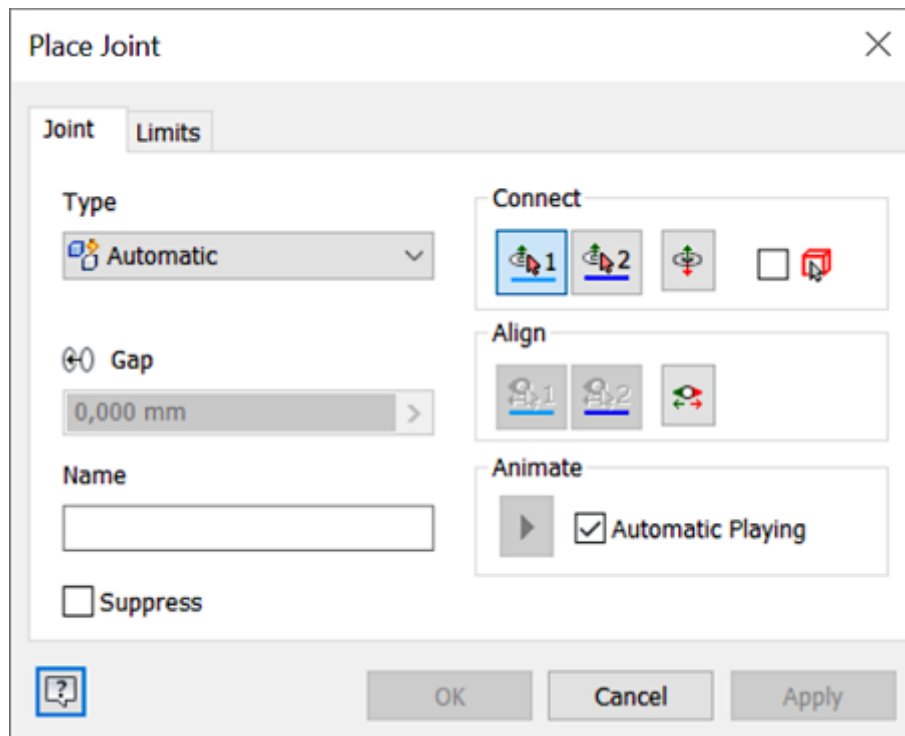 Place Joint
Joint
Limits
Type
Automatic
Gap
0,000 mm
Name
Suppress
Connect
1
2
Align
1
2
Animate
Automatic Playing
OK
Cancel
Apply